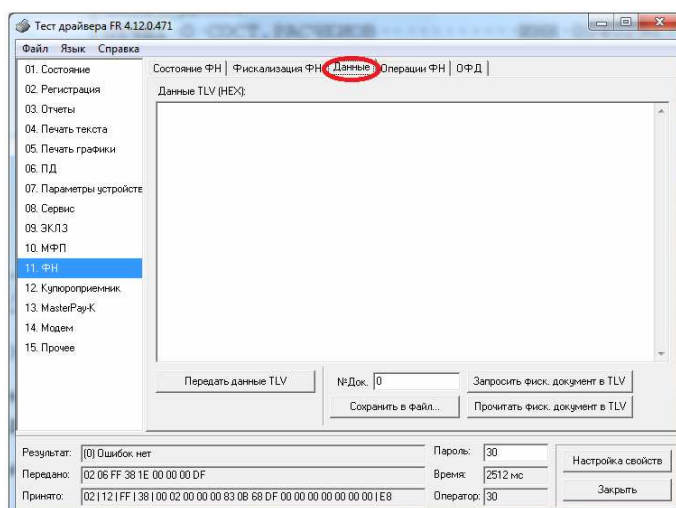 Тест драйвера FR 4.12.0.471
Файл Язык Справка
01. Состояние
02. Регистрация
03. Отчеты
04. Печать текста
05. Печать графики
06. ПД
07. Параметры устройств
08. Сервис
09. ЭКЛЗ
10. МФП
11. ФН
12. Купюроприемник
13. MasterPay-K
14. Модем
15. Прочее
Состояние ФН Фискализация ФН Данные Операции ФН ОФД
Данные TLV (HEX):
Передать данные TLV
№Док. 0
Запросить фиск. документ в TLV
Сохранить в файл...
Прочитать фиск. документ в TLV
Результат: (0) Ошибок нет
Пароль: 30
Настройка свойств
Передано: 02 06 FF 38 1E 00 00 00 DF
Время: 2512 мс
Принято: 02 | 12 | FF | 38 | 00 02 00 00 00 83 0B 68 DF 00 00 00 00 00 00 00 | E8
Оператор: 30
Закрыть